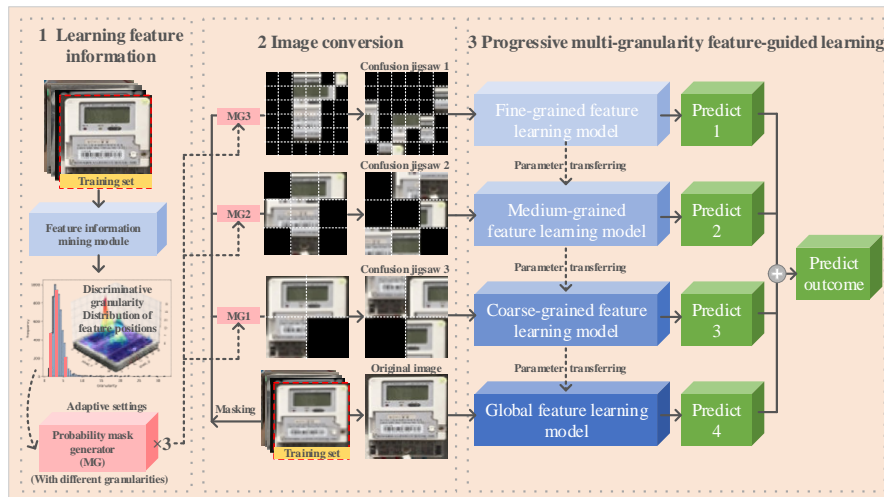 1 Learning feature
information
Training set
Feature information
mining module
Discriminative
granularity
Distribution of
feature positions
Adaptive settings
Probability mask
generator
(MG)
×3
(With different granularities)
2 Image conversion
Confusion jigsaw 1
MG3
Confusion jigsaw 2
MG2
Confusion jigsaw 3
MG1
Original image
Masking
Training set
3 Progressive multi-granularity feature-guided learning
Fine-grained feature
learning model
Predict
1
Parameter transferring
Medium-grained
feature learning model
Predict
2
Parameter transferring
Coarse-grained feature
learning model
Predict
3
Parameter transferring
Global feature learning
model
Predict
4
+
Predict
outcome